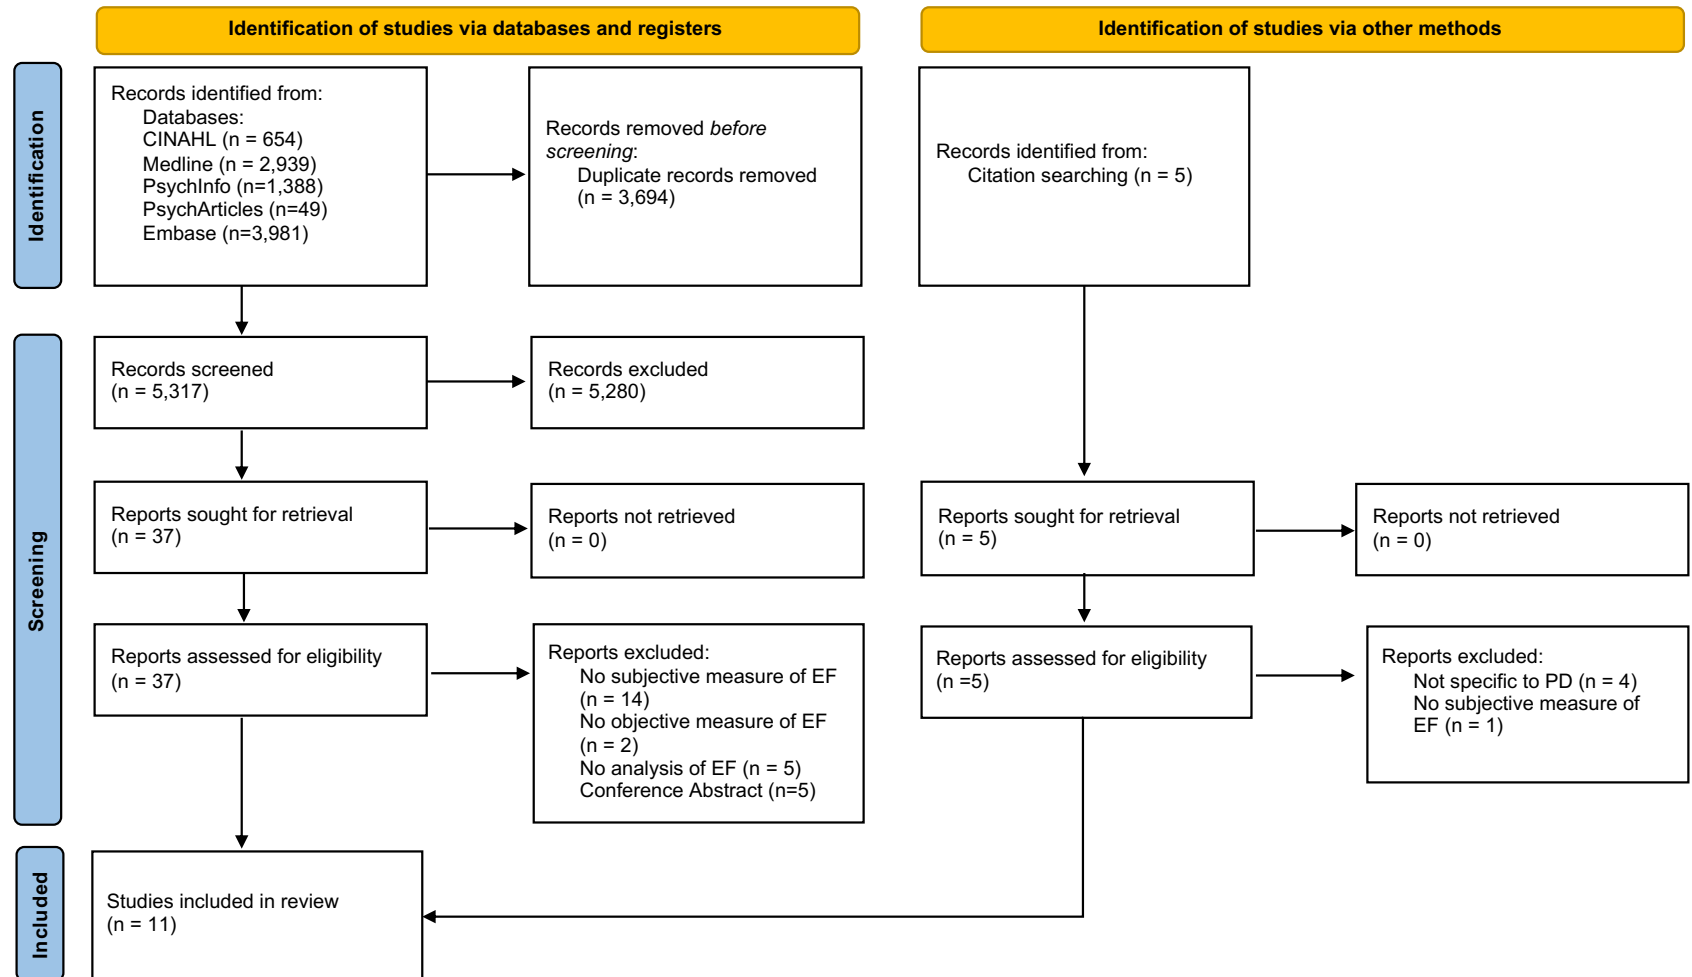 Identification of studies via databases and registers
Identification of studies via other methods
Identification
Records identified from:
Databases:
CINAHL (n = 654)
Medline (n = 2,939)
PsychInfo (n=1,388)
PsychArticles (n=49)
Embase (n=3,981)
Records removed before
screening:
Duplicate records removed
(n = 3,694)
Records identified from:
Citation searching (n = 5)
Screening
Records screened
(n = 5,317)
Records excluded
(n = 5,280)
Reports sought for retrieval
(n = 37)
Reports not retrieved
(n = 0)
Reports sought for retrieval
(n = 5)
Reports not retrieved
(n = 0)
Reports assessed for eligibility
(n = 37)
Reports excluded:
No subjective measure of EF
(n = 14)
No objective measure of EF
(n = 2)
No analysis of EF (n = 5)
Conference Abstract (n=5)
Reports assessed for eligibility
(n =5)
Reports excluded:
Not specific to PD (n = 4)
No subjective measure of
EF (n = 1)
Included
Studies included in review
(n = 11)